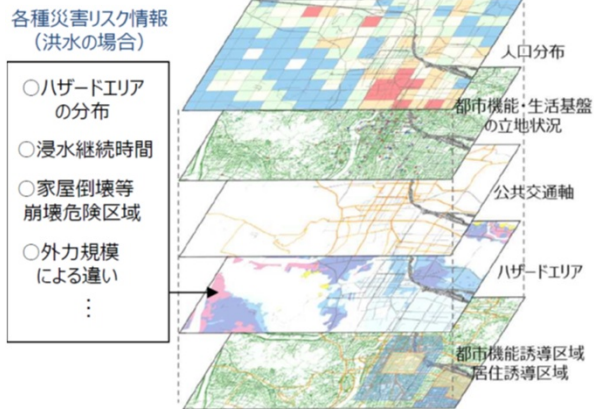 各種災害リスク情報
（洪水の場合）
○ハザードエリア
の分布
○浸水継続時間
○家屋倒壊等
崩壊危険区域
○外力規模
による違い
⋮
人口分布
都市機能・生活基盤
の立地状況
公共交通軸
ハザードエリア
都市機能誘導区域
居住誘導区域